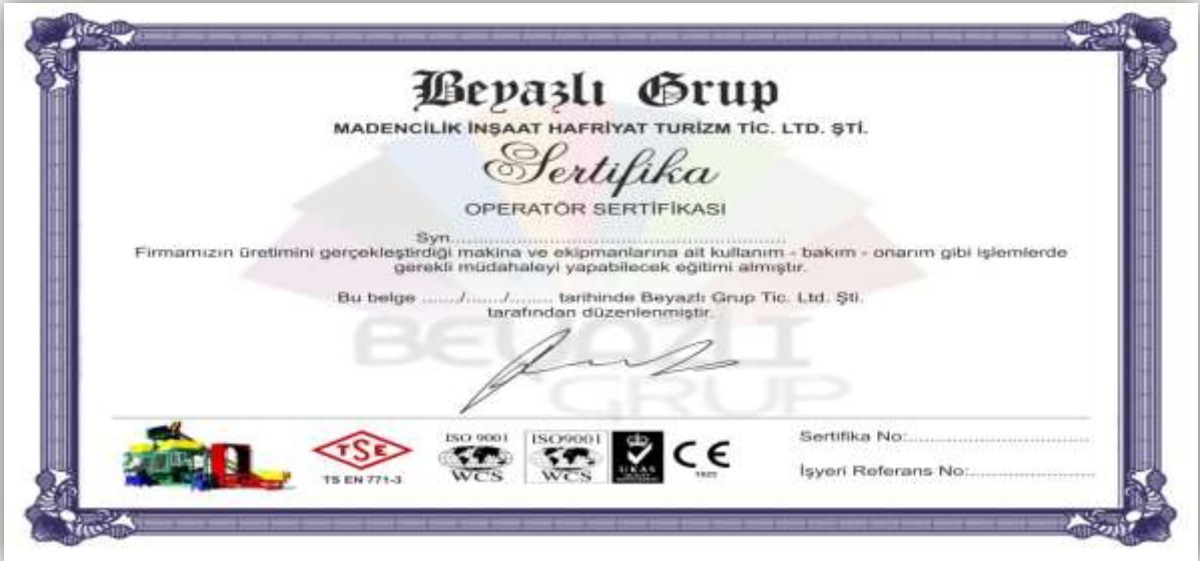 Beyazlı Grup
MADENCİLİK İNŞAAT HAFRİYAT TURİZM TİC. LTD. ŞTİ.
Sertifika
OPERATÖR SERTİFİKASI
Syn..........................................................
Firmamızın üretimini gerçekleştirdiği makina ve ekipmanlarına ait kullanım - bakım - onarım gibi işlemlerde
gerekli müdahaleyi yapabilecek eğitimi almıştır.
Bu belge ......./......./........ tarihinde Beyazlı Grup Tic. Ltd. Şti.
tarafından düzenlenmiştir.
BEYAZLI
GRUP
TSE
TS EN 771-3
ISO 9001
WCS
ISO9001
WCS
UKAS
CE
Sertifika No:................................
İşyeri Referans No:......................